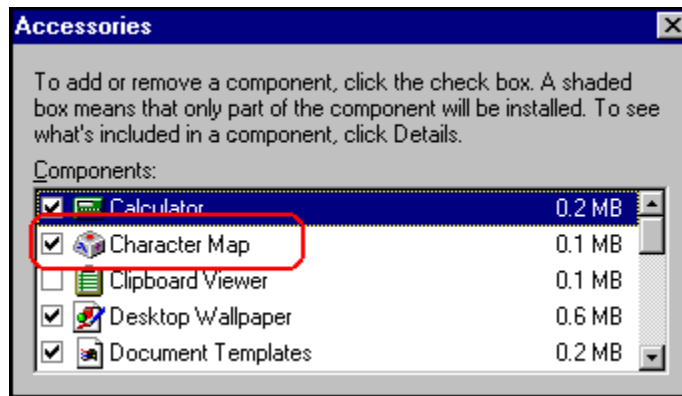 Accessories
To add or remove a component, click the check box. A shaded
box means that only part of the component will be installed. To see
what's included in a component, click Details.
Components:
Calculator 0.2 MB
Character Map 0.1 MB
Clipboard Viewer 0.1 MB
Desktop Wallpaper 0.6 MB
Document Templates 0.2 MB